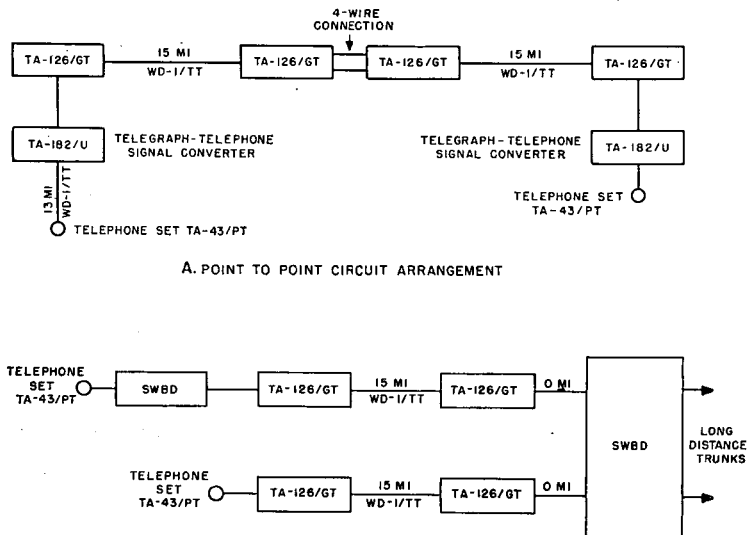 4-WIRE
CONNECTION
TA-126/GT
15 MI
WD-1/TT
TA-126/GT
TA-126/GT
15 MI
WD-1/TT
TA-126/GT
TA-182/U
TELEGRAPH-TELEPHONE
SIGNAL CONVERTER
TELEGRAPH-TELEPHONE
SIGNAL CONVERTER
TA-182/U
13 MI
WD-1/TT
TELEPHONE SET TA-43/PT
TELEPHONE SET
TA-43/PT
A. POINT TO POINT CIRCUIT ARRANGEMENT
TELEPHONE
SET
TA-43/PT
SWBD
TA-126/GT
15 MI
WD-1/TT
TA-126/GT
0 MI
SWBD
LONG
DISTANCE
TRUNKS
TELEPHONE
SET
TA-43/PT
TA-126/GT
15 MI
WD-1/TT
TA-126/GT
0 MI